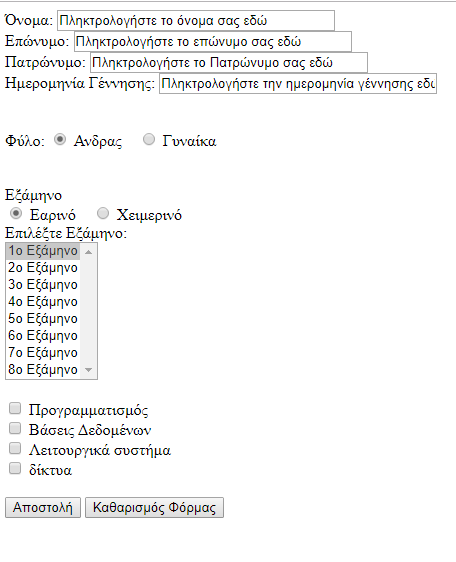 Όνομα: Πληκτρολογήστε το όνομα σας εδώ
Επώνυμο: Πληκτρολογήστε το επώνυμο σας εδώ
Πατρώνυμο: Πληκτρολογήστε το Πατρώνυμο σας εδώ
Ημερομηνία Γέννησης: Πληκτρολογήστε την ημερομηνία γέννησης εδώ
Φύλο: Ανδρας Γυναίκα
Εξάμηνο
Εαρινό Χειμερινό
Επιλέξτε Εξάμηνο:
1ο Εξάμηνο
2ο Εξάμηνο
3ο Εξάμηνο
4ο Εξάμηνο
5ο Εξάμηνο
6ο Εξάμηνο
7ο Εξάμηνο
8ο Εξάμηνο
Προγραμματισμός
Βάσεις Δεδομένων
Λειτουργικά συστήμα
δίκτυα
Αποστολή Καθαρισμός Φόρμας